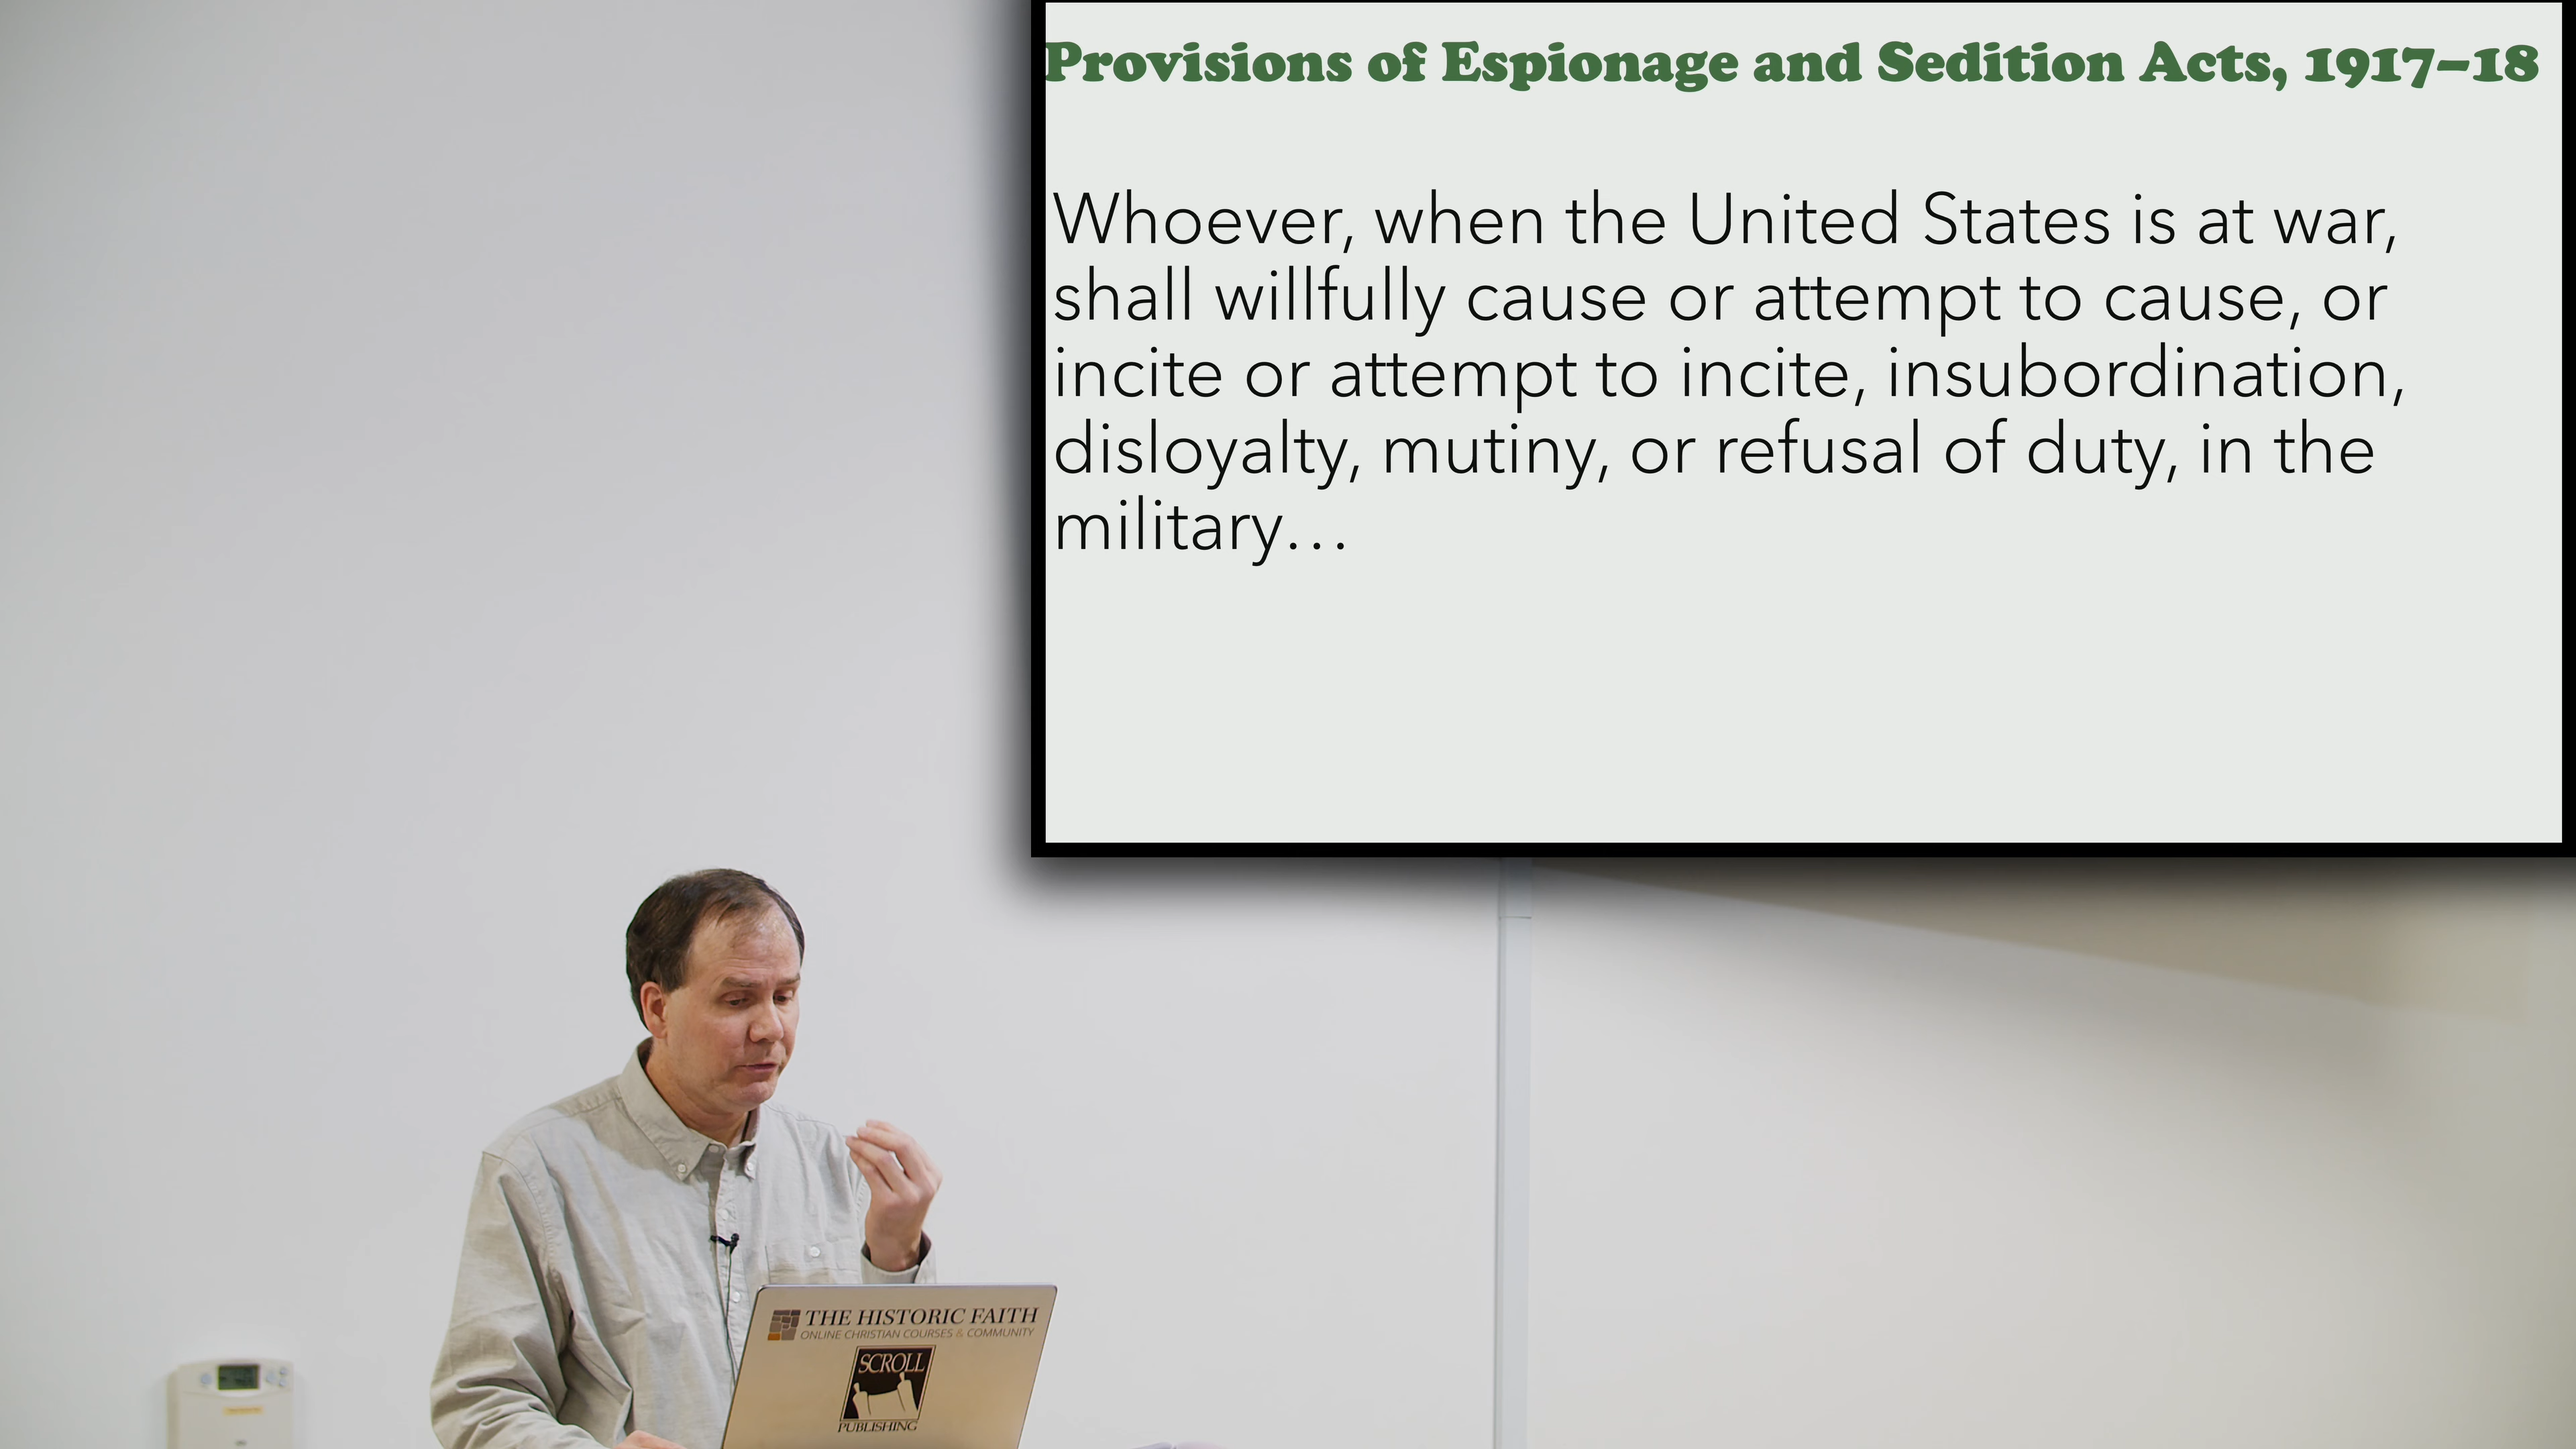 Provisions of Espionage and Sedition Acts, 1917–18
Whoever, when the United States is at war,
shall willfully cause or attempt to cause, or
incite or attempt to incite, insubordination,
disloyalty, mutiny, or refusal of duty, in the
military…
THE HISTORIC FAITH
ONLINE CHRISTIAN COURSES & COMMUNITY
SCROLL
PUBLISHING